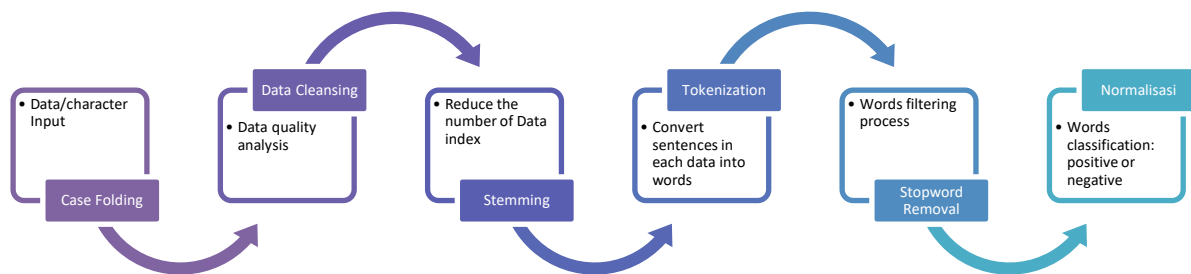 • Data/character
Input
Case Folding
Data Cleansing
• Data quality
analysis
• Reduce the
number of Data
index
Stemming
Tokenization
• Convert
sentences in
each data into
words
• Words filtering
process
Stopword
Removal
Normalisasi
• Words
classification:
positive or
negative